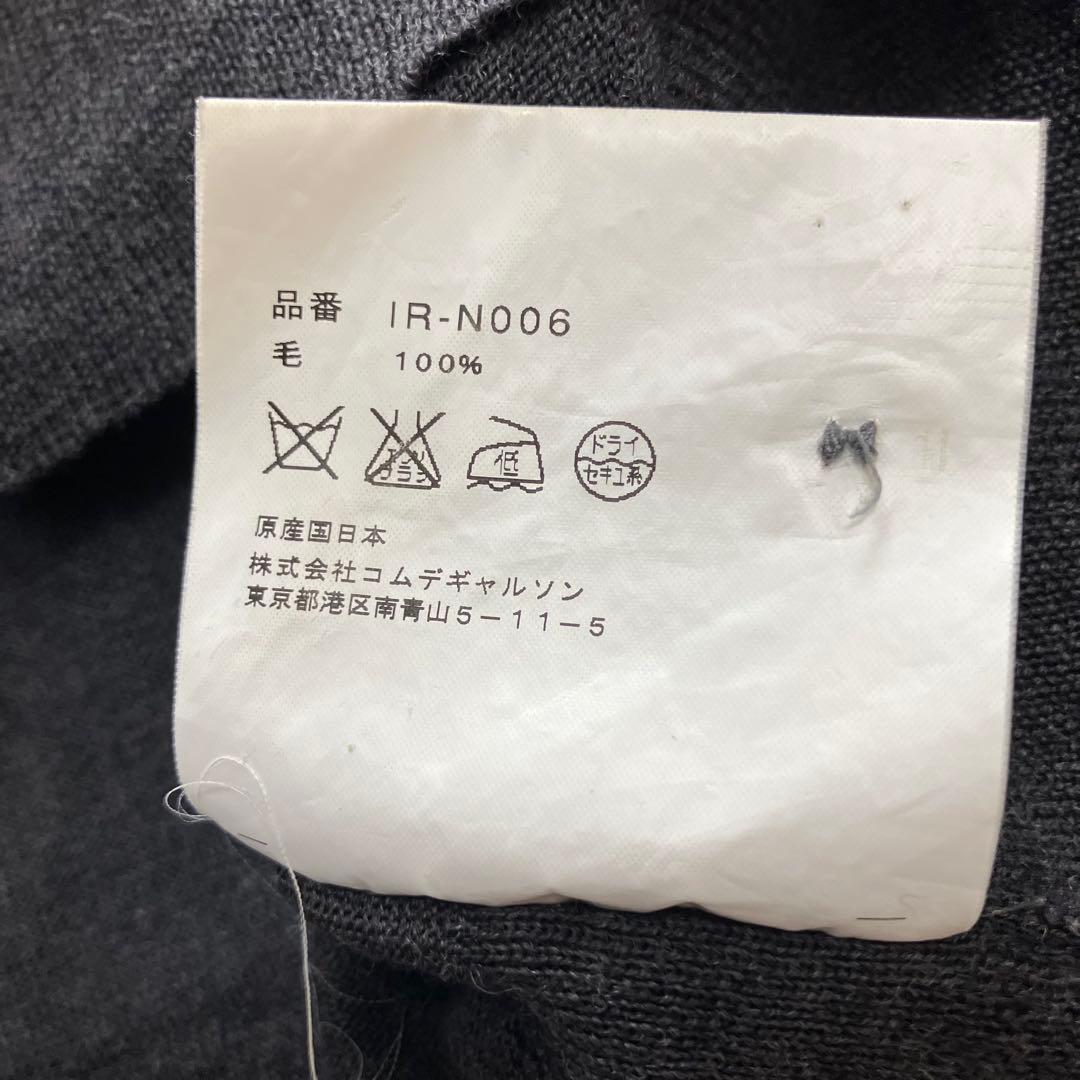 品番 IR-N006
毛 100%
低
ドライ
セキユ系
原産国日本
株式会社コムデギャルソン
東京都港区南青山5-11-5